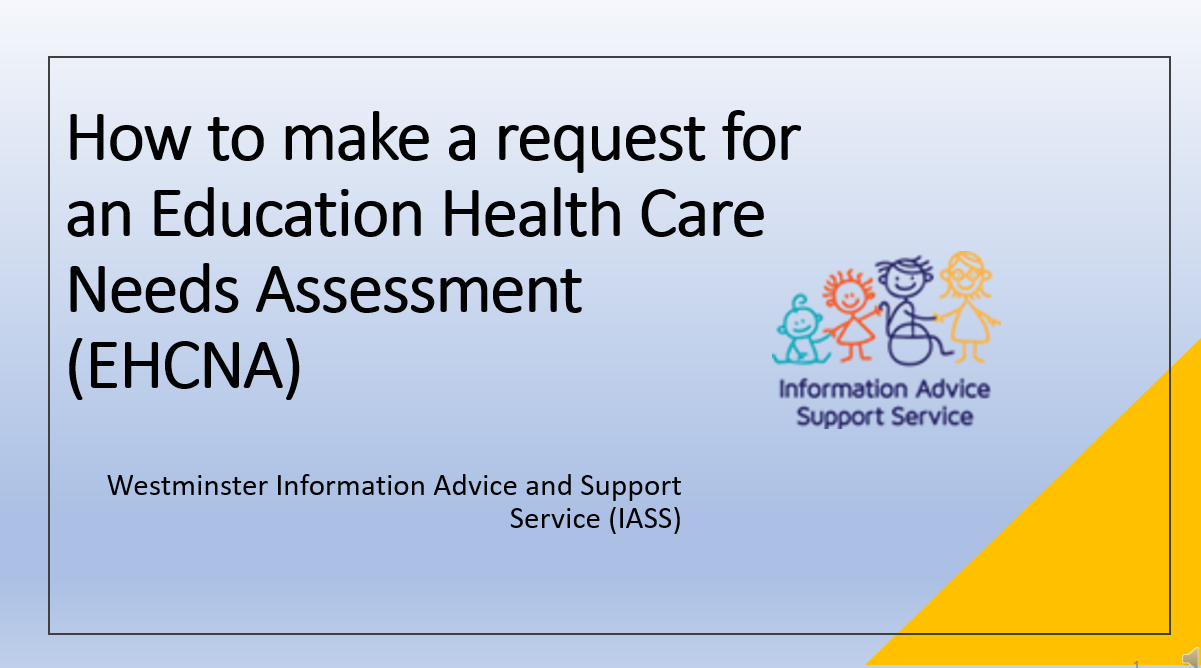 How to make a request for
an Education Health Care
Needs Assessment
(EHCNA)
Information Advice
Support Service
Westminster Information Advice and Support
Service (IASS)
1